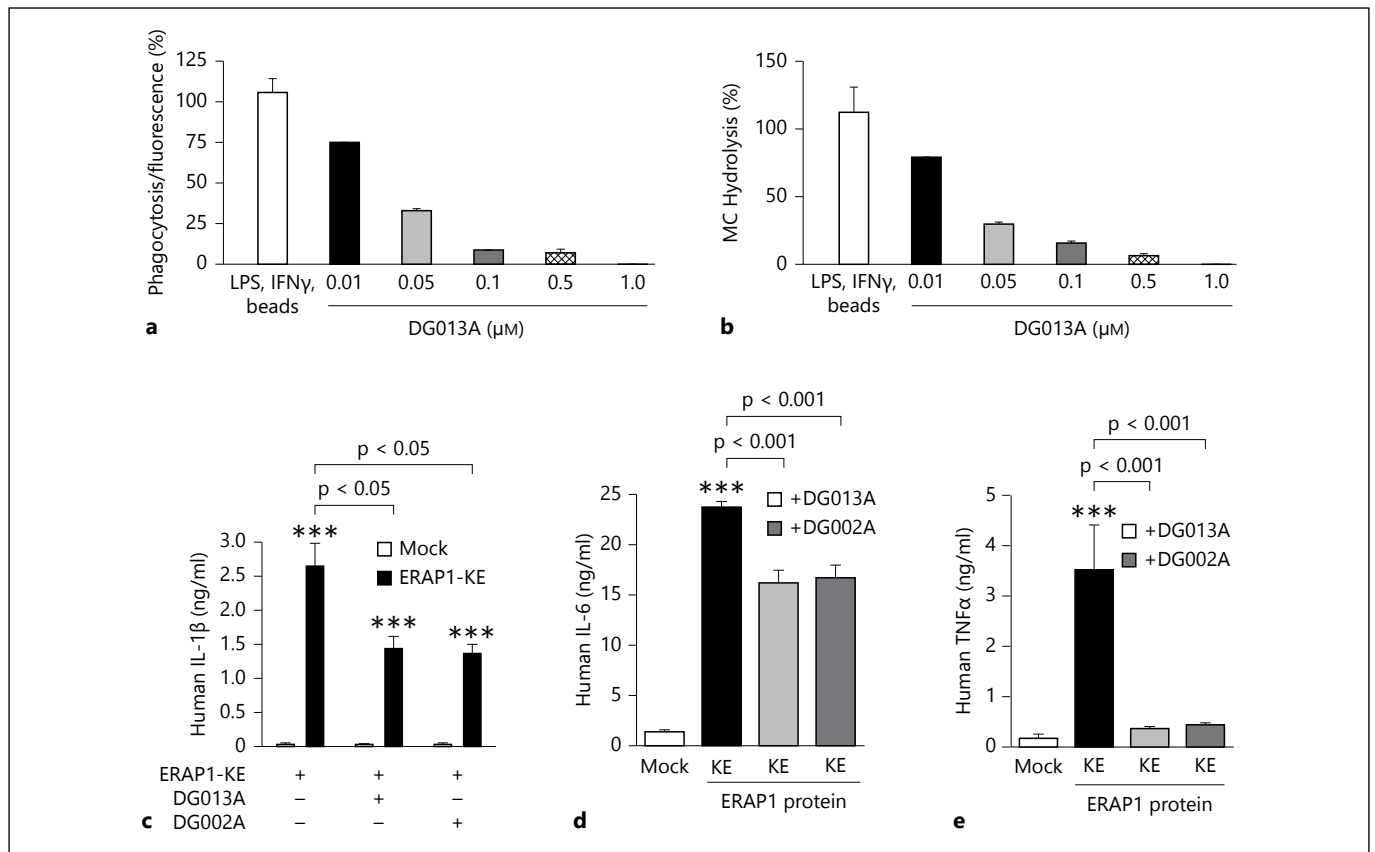 Phagocytosis/fluorescence (%)
125
100
75
50
25
0
LPS, IFNγ,
beads
0.01 0.05 0.1 0.5 1.0
DG013A (μM)
a
MC Hydrolysis (%)
150
100
50
0
LPS, IFNγ,
beads
0.01 0.05 0.1 0.5 1.0
DG013A (μM)
b
p < 0.05
p < 0.05
Human IL-1β (ng/ml)
3.0
2.5
2.0
1.5
1.0
0.5
0
***
***
***
Mock
ERAP1-KE
ERAP1-KE + + +
DG013A – + –
DG002A – – +
c
p < 0.001
p < 0.001
Human IL-6 (ng/ml)
25
20
15
10
5
0
***
+DG013A
+DG002A
Mock KE KE KE
ERAP1 protein
d
p < 0.001
p < 0.001
Human TNFα (ng/ml)
5
4
3
2
1
0
***
+DG013A
+DG002A
Mock KE KE KE
ERAP1 protein
e